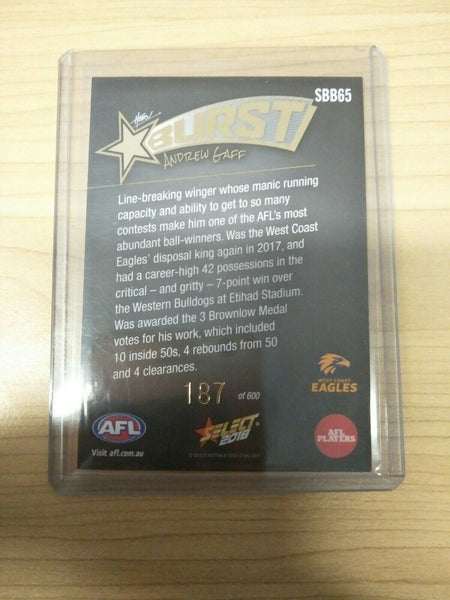 SBB65
BURST
ANDREW GAFF
Line-breaking winger whose manic running
capacity and ability to get to so many
contests make him one of the AFL's most
abundant ball-winners. Was the West Coast
Eagles' disposal king again in 2017, and
had a career-high 42 possessions in the
critical – and gritty – 7-point win over
the Western Bulldogs at Etihad Stadium.
Was awarded the 3 Brownlow Medal
votes for his work, which included
10 inside 50s, 4 rebounds from 50
and 4 clearances.
187 of 600
WEST COAST
EAGLES
AFL
SELECT
2018
AFL
PLAYERS
Visit afl.com.au